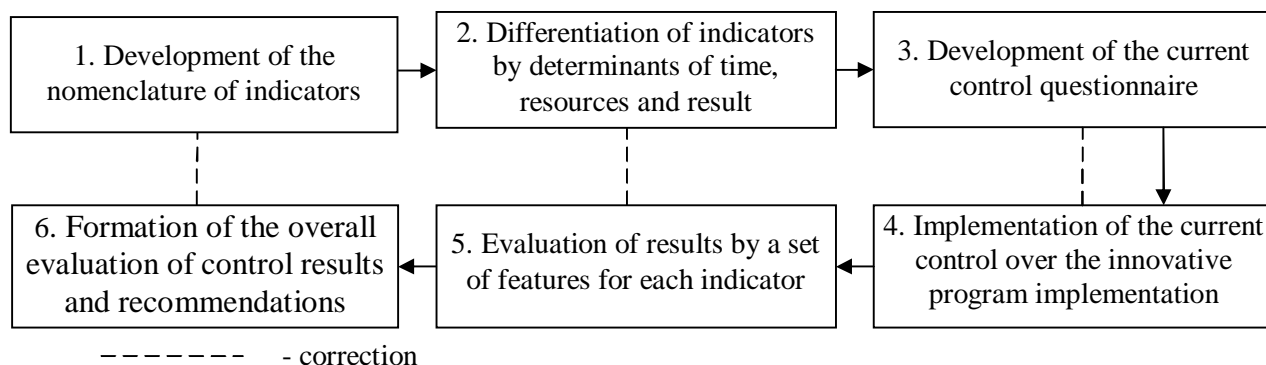 1. Development of the
nomenclature of indicators
2. Differentiation of indicators
by determinants of time,
resources and result
3. Development of the current
control questionnaire
6. Formation of the overall
evaluation of control results
and recommendations
5. Evaluation of results by a set
of features for each indicator
4. Implementation of the current
control over the innovative
program implementation
- correction